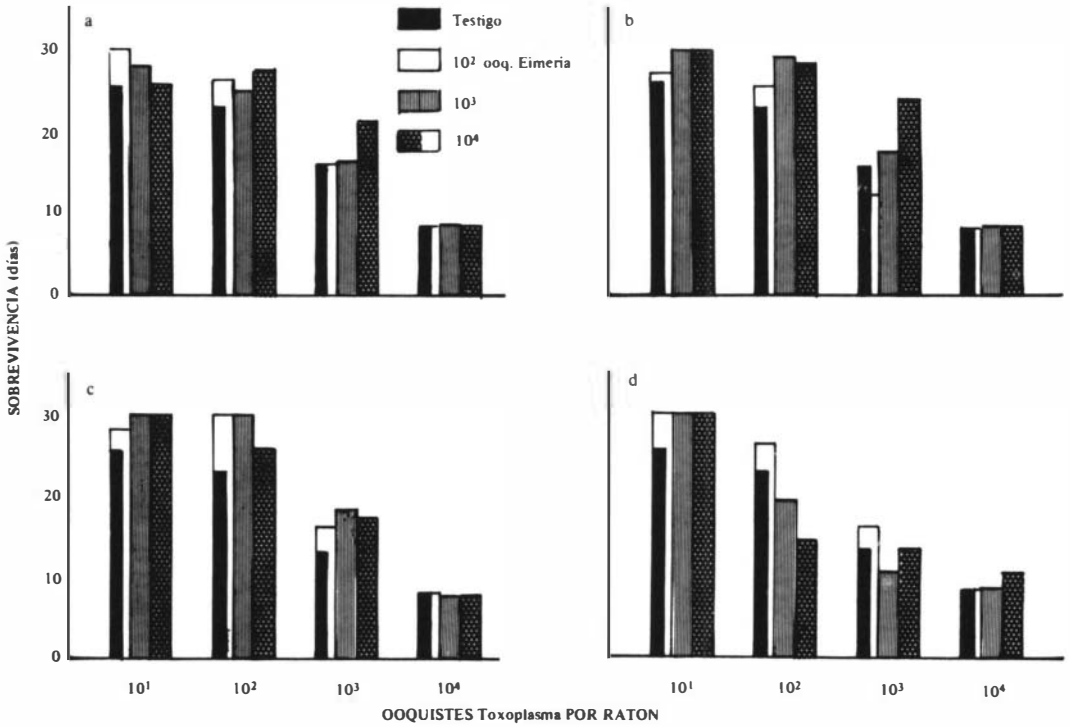 a
Testigo
10² ooq. Eimeria
10³
10⁴
b
30
20
10
0
SOBREVIVENCIA (días)
c
d
30
20
10
0
10¹ 10² 10³ 10⁴
10¹ 10² 10³ 10⁴
OOQUISTES Toxoplasma POR RATON